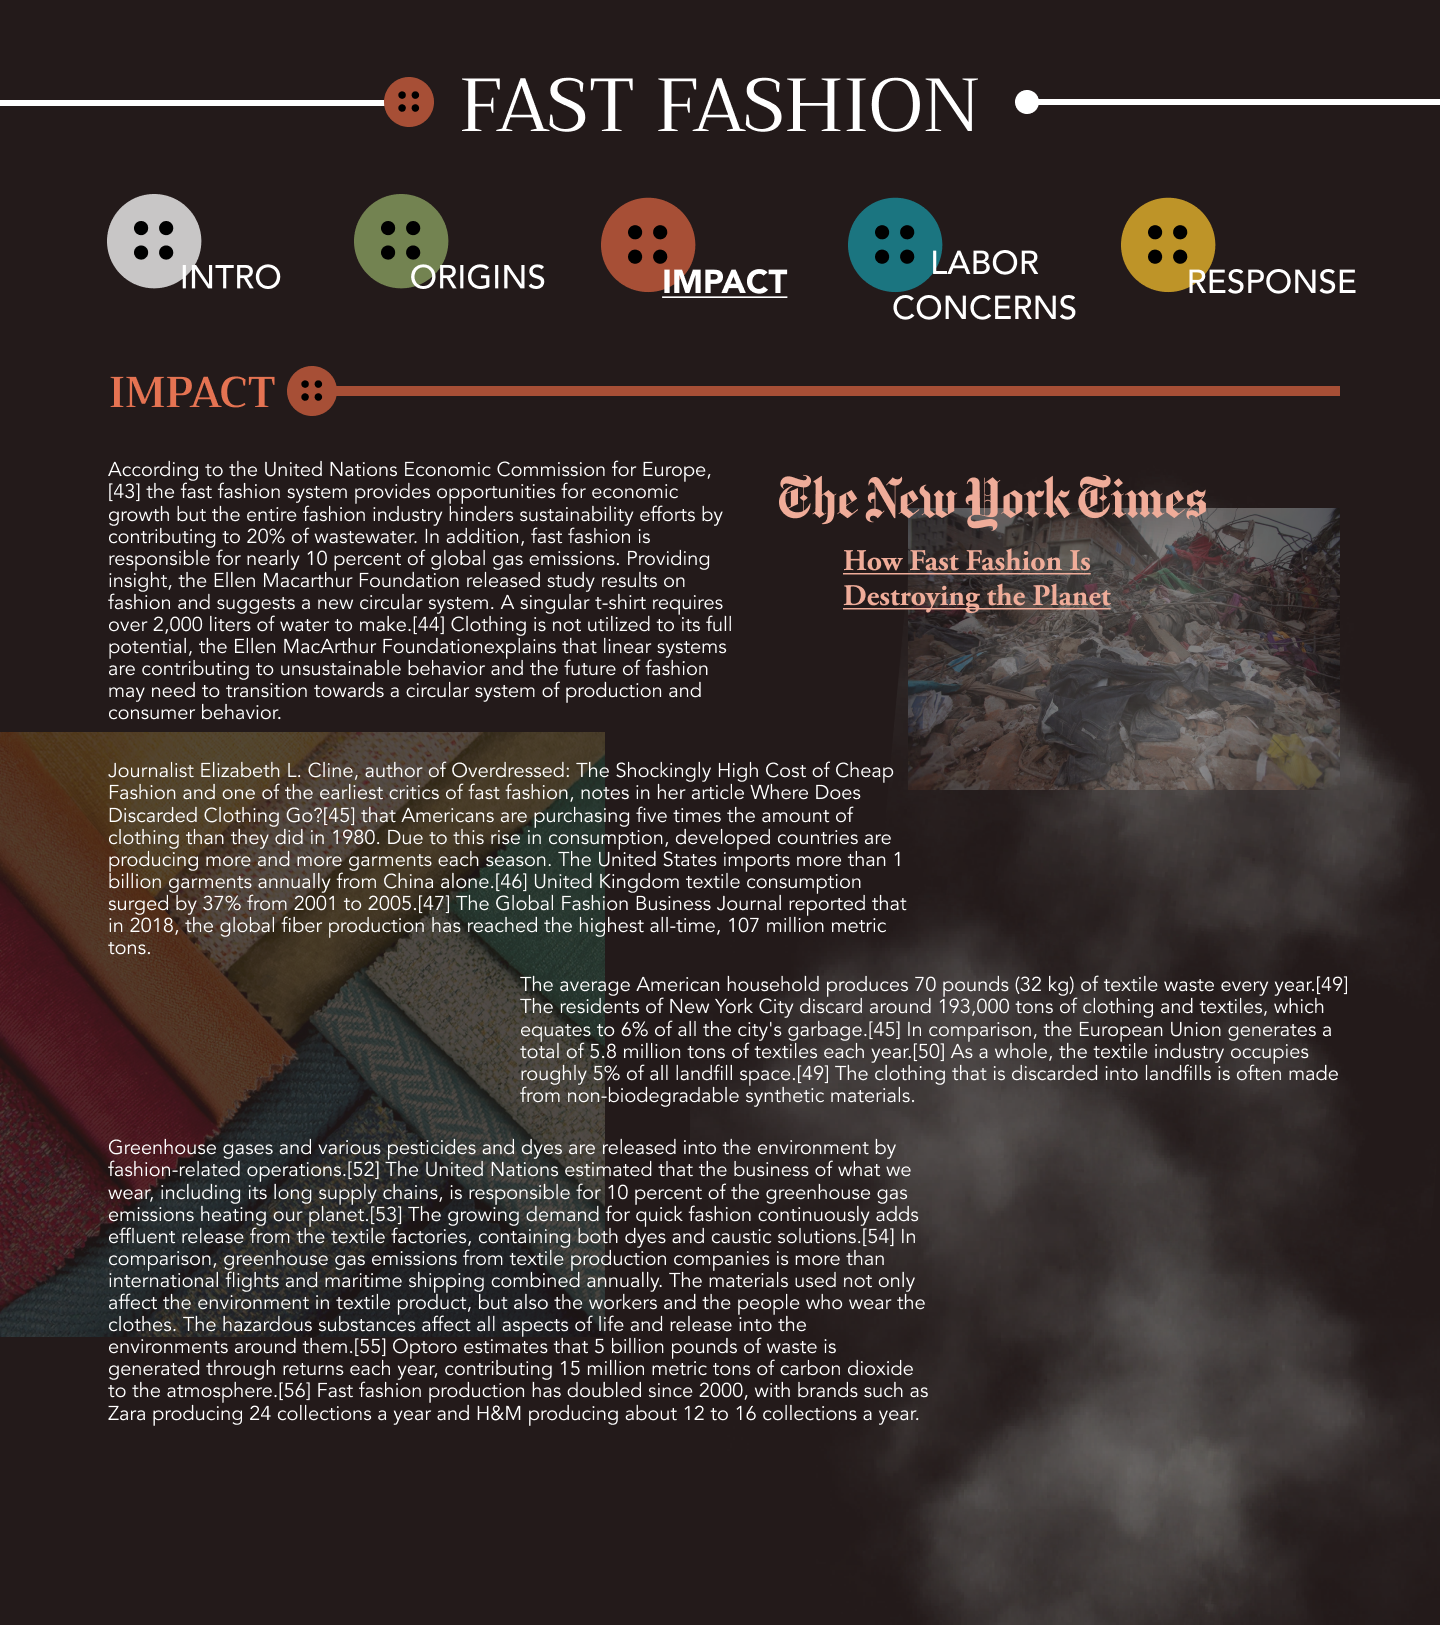 FAST FASHION
INTRO
ORIGINS
IMPACT
LABOR
CONCERNS
RESPONSE
IMPACT
According to the United Nations Economic Commission for Europe,
[43] the fast fashion system provides opportunities for economic
growth but the entire fashion industry hinders sustainability efforts by
contributing to 20% of wastewater. In addition, fast fashion is
responsible for nearly 10 percent of global gas emissions. Providing
insight, the Ellen Macarthur Foundation released study results on
fashion and suggests a new circular system. A singular t-shirt requires
over 2,000 liters of water to make.[44] Clothing is not utilized to its full
potential, the Ellen MacArthur Foundationexplains that linear systems
are contributing to unsustainable behavior and the future of fashion
may need to transition towards a circular system of production and
consumer behavior.
The New York Times
How Fast Fashion Is
Destroying the Planet
Journalist Elizabeth L. Cline, author of Overdressed: The Shockingly High Cost of Cheap
Fashion and one of the earliest critics of fast fashion, notes in her article Where Does
Discarded Clothing Go?[45] that Americans are purchasing five times the amount of
clothing than they did in 1980. Due to this rise in consumption, developed countries are
producing more and more garments each season. The United States imports more than 1
billion garments annually from China alone.[46] United Kingdom textile consumption
surged by 37% from 2001 to 2005.[47] The Global Fashion Business Journal reported that
in 2018, the global fiber production has reached the highest all-time, 107 million metric
tons.
The average American household produces 70 pounds (32 kg) of textile waste every year.[49]
The residents of New York City discard around 193,000 tons of clothing and textiles, which
equates to 6% of all the city's garbage.[45] In comparison, the European Union generates a
total of 5.8 million tons of textiles each year.[50] As a whole, the textile industry occupies
roughly 5% of all landfill space.[49] The clothing that is discarded into landfills is often made
from non-biodegradable synthetic materials.
Greenhouse gases and various pesticides and dyes are released into the environment by
fashion-related operations.[52] The United Nations estimated that the business of what we
wear, including its long supply chains, is responsible for 10 percent of the greenhouse gas
emissions heating our planet.[53] The growing demand for quick fashion continuously adds
effluent release from the textile factories, containing both dyes and caustic solutions.[54] In
comparison, greenhouse gas emissions from textile production companies is more than
international flights and maritime shipping combined annually. The materials used not only
affect the environment in textile product, but also the workers and the people who wear the
clothes. The hazardous substances affect all aspects of life and release into the
environments around them.[55] Optoro estimates that 5 billion pounds of waste is
generated through returns each year, contributing 15 million metric tons of carbon dioxide
to the atmosphere.[56] Fast fashion production has doubled since 2000, with brands such as
Zara producing 24 collections a year and H&M producing about 12 to 16 collections a year.